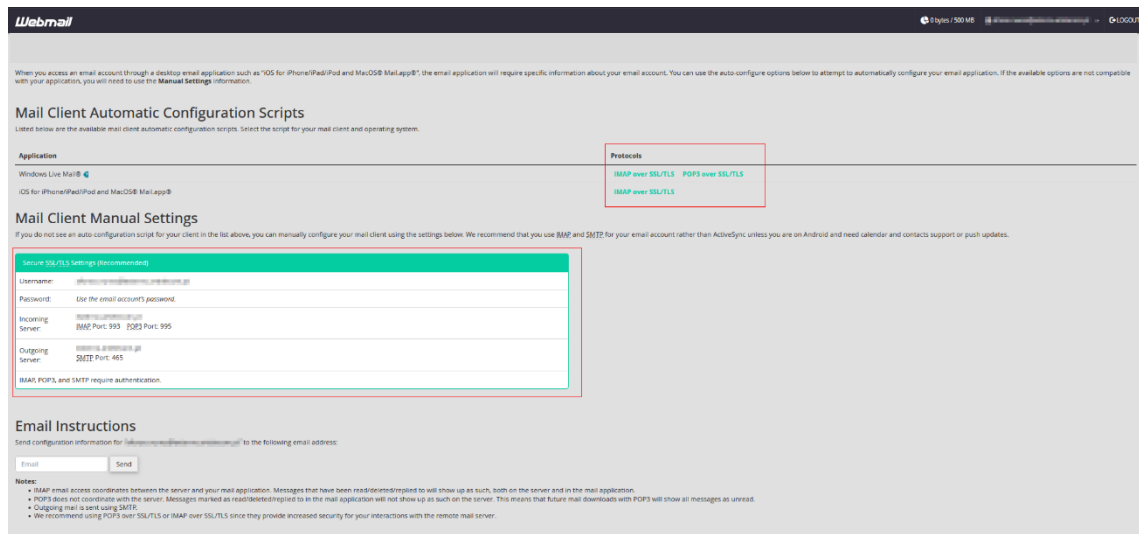 Webmail
0 bytes / 500 MB LOGOUT
When you access an email account through a desktop email application such as "iOS for iPhone/iPad/iPod and MacOS® Mail.app®", the email application will require specific information about your email account. You can use the auto-configure options below to attempt to automatically configure your email application. If the available options are not compatible
with your application, you will need to use the Manual Settings information.
Mail Client Automatic Configuration Scripts
Listed below are the available mail client automatic configuration scripts. Select the script for your mail client and operating system.
Application Protocols
Windows Live Mail® IMAP over SSL/TLS POP3 over SSL/TLS
iOS for iPhone/iPad/iPod and MacOS® Mail.app® IMAP over SSL/TLS
Mail Client Manual Settings
If you do not see an auto-configuration script for your client in the list above, you can manually configure your mail client using the settings below. We recommend that you use IMAP and SMTP for your email account rather than ActiveSync unless you are on Android and need calendar and contacts support or push updates.
Secure SSL/TLS Settings (Recommended)
Username:
Password: Use the email account's password.
Incoming
Server: IMAP Port: 993 POP3 Port: 995
Outgoing
Server: SMTP Port: 465
IMAP, POP3, and SMTP require authentication.
Email Instructions
Send configuration information for " " to the following email address:
Email Send
Notes:
• IMAP email access coordinates between the server and your mail application. Messages that have been read/deleted/replied to will show up as such, both on the server and in the mail application.
• POP3 does not coordinate with the server. Messages marked as read/deleted/replied to in the mail application will not show up as such on the server. This means that future mail downloads with POP3 will show all messages as unread.
• Outgoing mail is sent using SMTP.
• We recommend using POP3 over SSL/TLS or IMAP over SSL/TLS since they provide increased security for your interactions with the remote mail server.